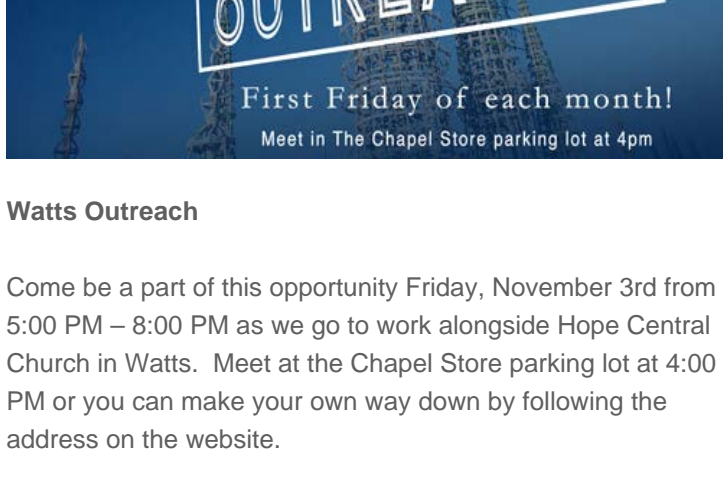 First Friday of each month!
Meet in The Chapel Store parking lot at 4pm
Watts Outreach
Come be a part of this opportunity Friday, November 3rd from
5:00 PM – 8:00 PM as we go to work alongside Hope Central
Church in Watts.  Meet at the Chapel Store parking lot at 4:00
PM or you can make your own way down by following the
address on the website.